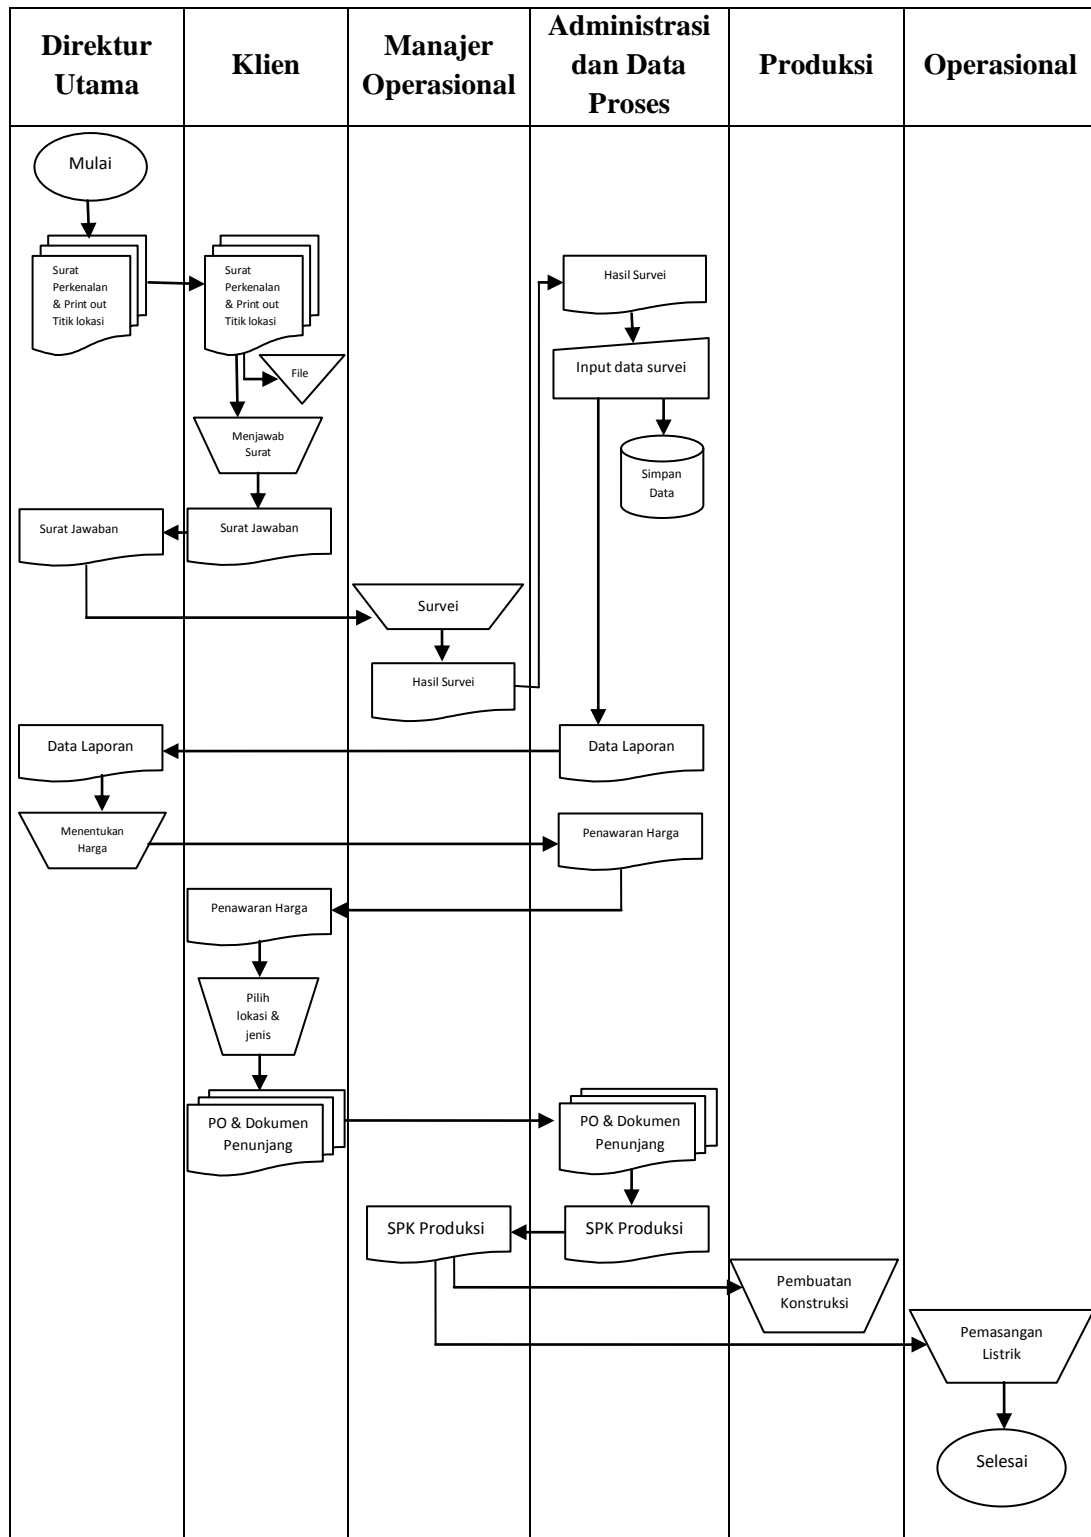 Direktur
Utama
Klien
Manajer
Operasional
Administrasi
dan Data
Proses
Produksi
Operasional
Mulai
Surat
Perkenalan
& Print out
Titik lokasi
Surat
Perkenalan
& Print out
Titik lokasi
Hasil Survei
File
Input data survei
Menjawab
Surat
Simpan
Data
Surat Jawaban
Surat Jawaban
Survei
Hasil Survei
Data Laporan
Data Laporan
Menentukan
Harga
Penawaran Harga
Penawaran Harga
Pilih
lokasi &
jenis
PO & Dokumen
Penunjang
PO & Dokumen
Penunjang
SPK Produksi
SPK Produksi
Pembuatan
Konstruksi
Pemasangan
Listrik
Selesai